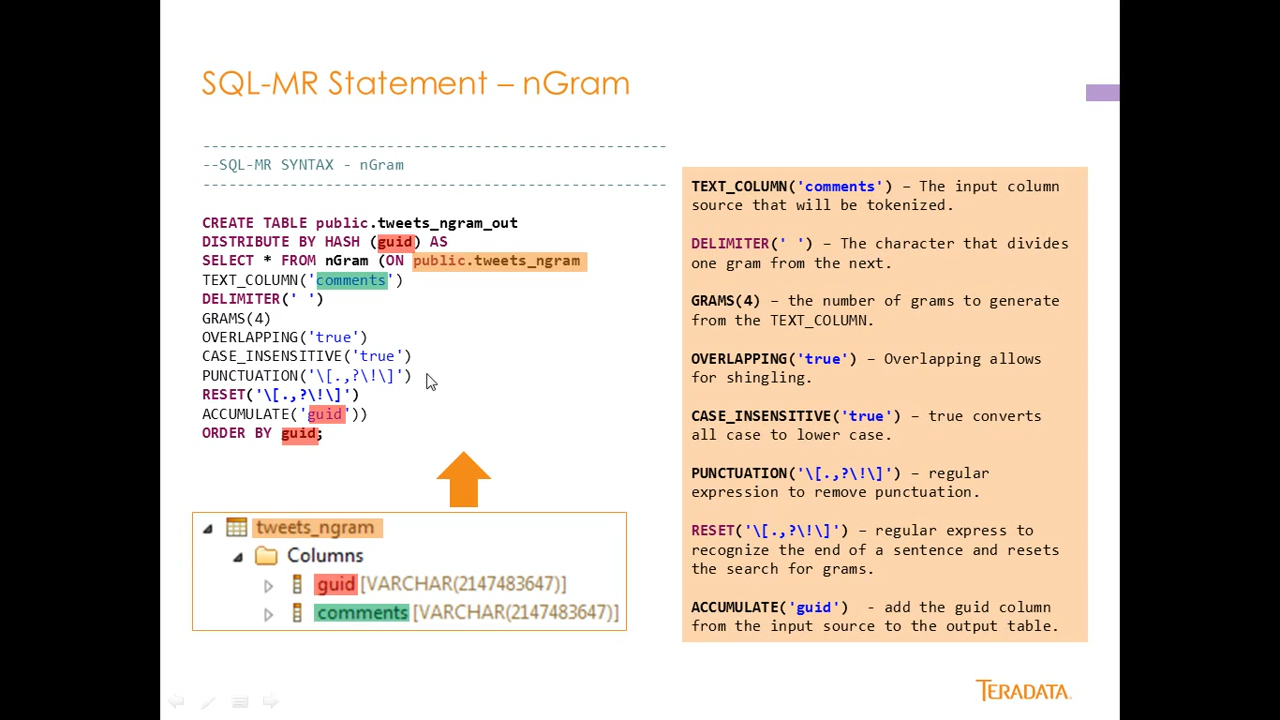 SQL-MR Statement – nGram
-------------------------------------------------------
--SQL-MR SYNTAX - nGram
-------------------------------------------------------
CREATE TABLE public.tweets_ngram_out
DISTRIBUTE BY HASH (guid) AS
SELECT * FROM nGram (ON public.tweets_ngram
TEXT_COLUMN('comments')
DELIMITER(' ')
GRAMS(4)
OVERLAPPING('true')
CASE_INSENSITIVE('true')
PUNCTUATION('\[.,?\!\]')
RESET('\[.,?\!\]')
ACCUMULATE('guid'))
ORDER BY guid;
tweets_ngram
Columns
guid [VARCHAR(2147483647)]
comments [VARCHAR(2147483647)]
TEXT_COLUMN('comments') – The input column
source that will be tokenized.
DELIMITER(' ') – The character that divides
one gram from the next.
GRAMS(4) – the number of grams to generate
from the TEXT_COLUMN.
OVERLAPPING('true') – Overlapping allows
for shingling.
CASE_INSENSITIVE('true') – true converts
all case to lower case.
PUNCTUATION('\[.,?\!\]') – regular
expression to remove punctuation.
RESET('\[.,?\!\]') – regular express to
recognize the end of a sentence and resets
the search for grams.
ACCUMULATE('guid')  - add the guid column
from the input source to the output table.
TERADATA.